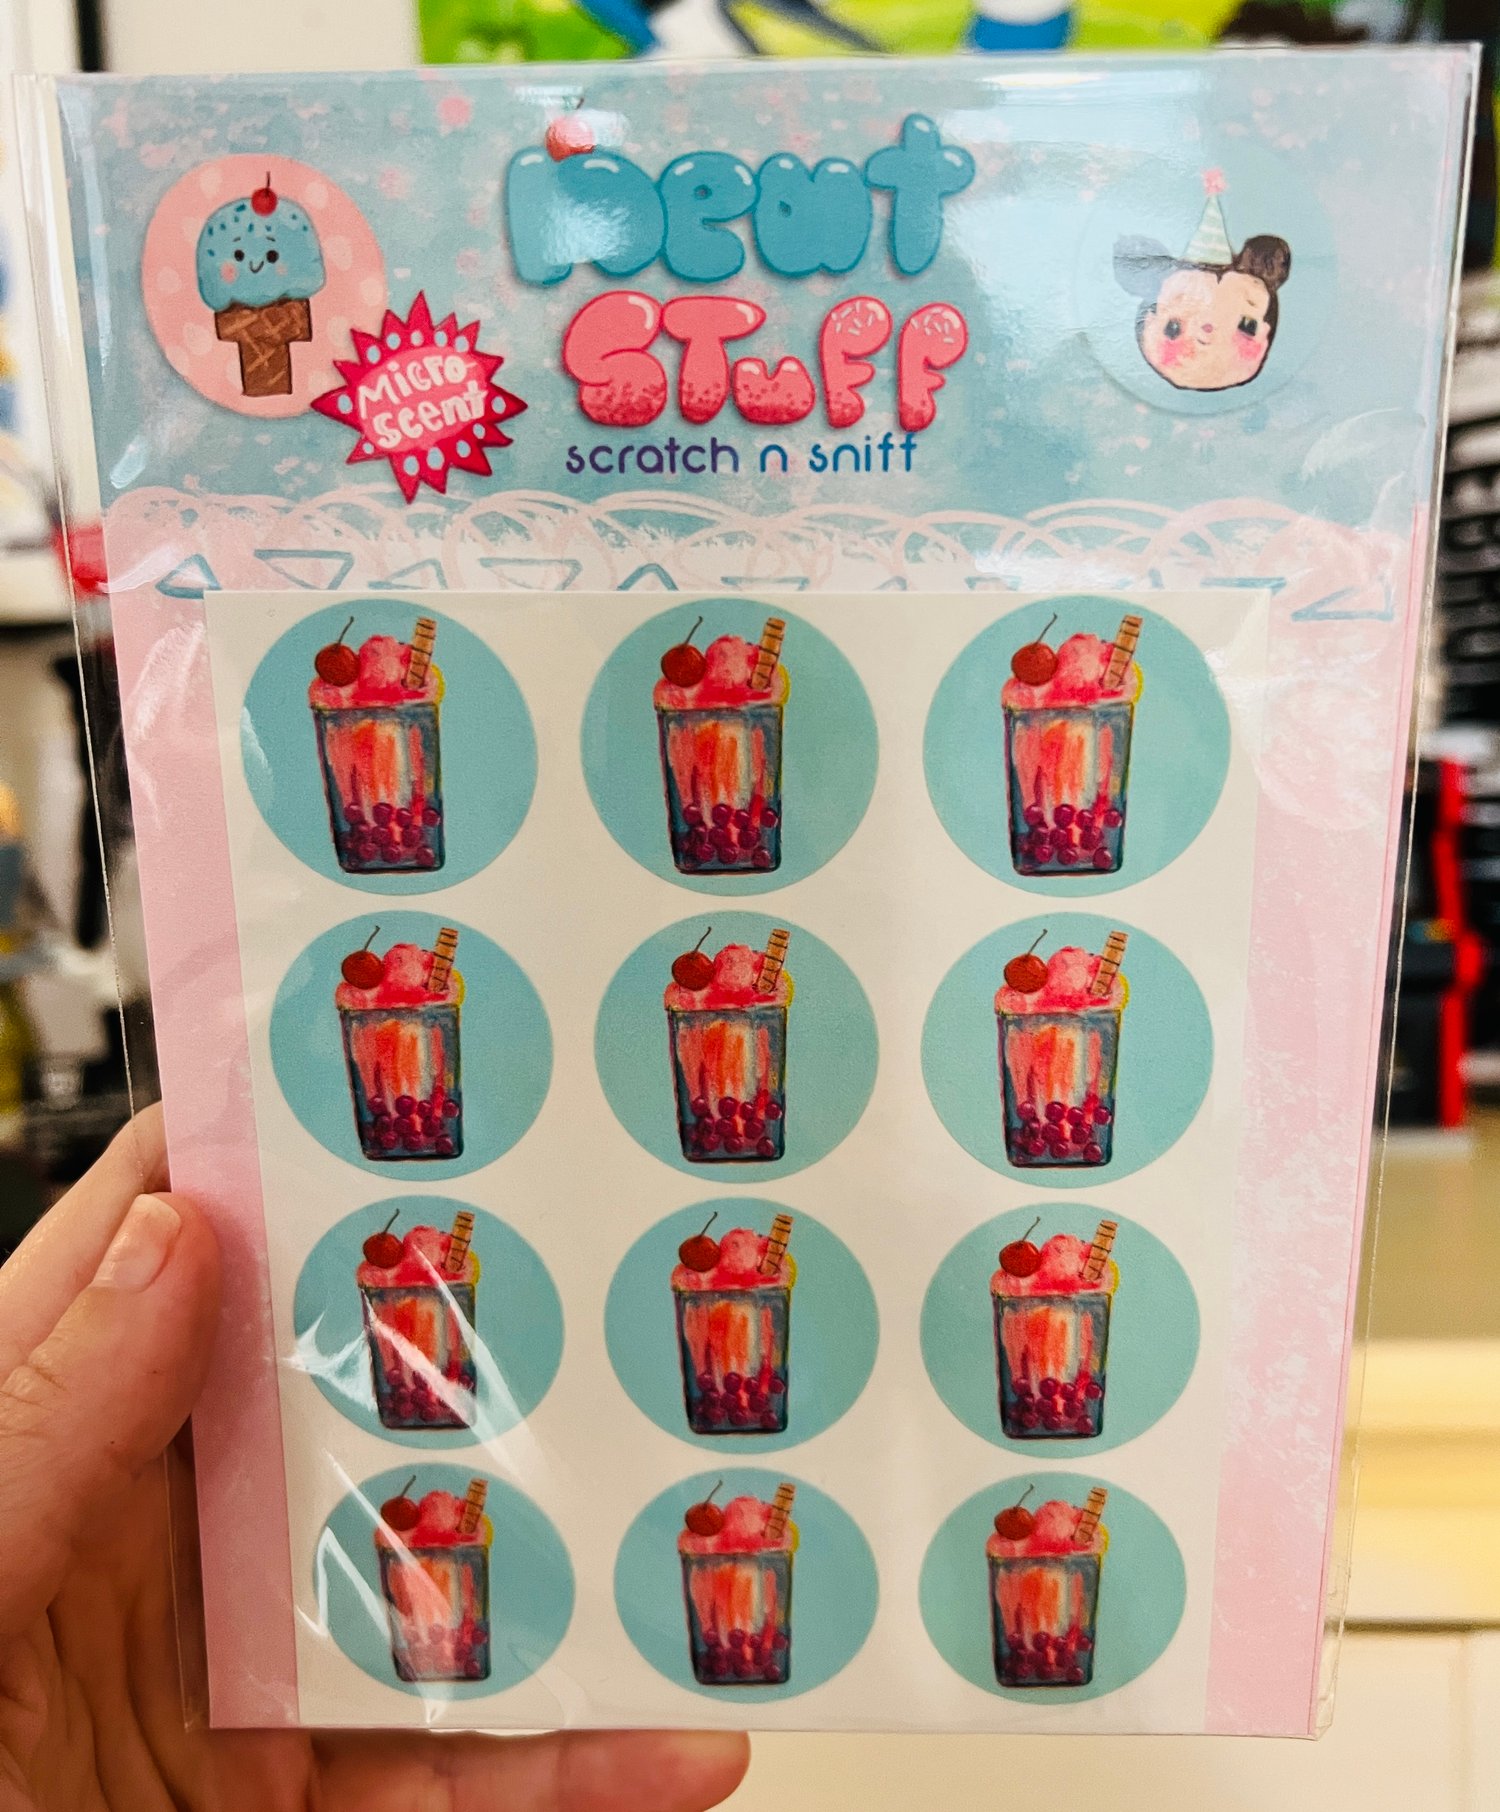 neat
STuFF
Micro
scent
scratch n sniff